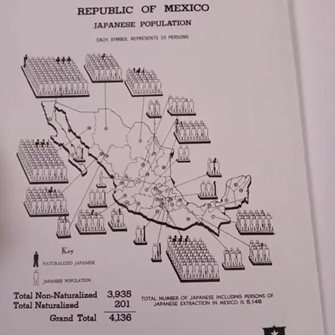 REPUBLIC OF MEXICO
JAPANESE POPULATION
EACH SYMBOL REPRESENTS 10 PERSONS
Key
NATURALIZED JAPANESE
JAPANESE POPULATION
Total Non-Naturalized 3,935
Total Naturalized 201
Grand Total 4,136
TOTAL NUMBER OF JAPANESE INCLUDING PERSONS OF
JAPANESE EXTRACTION IN MEXICO IS 5,148